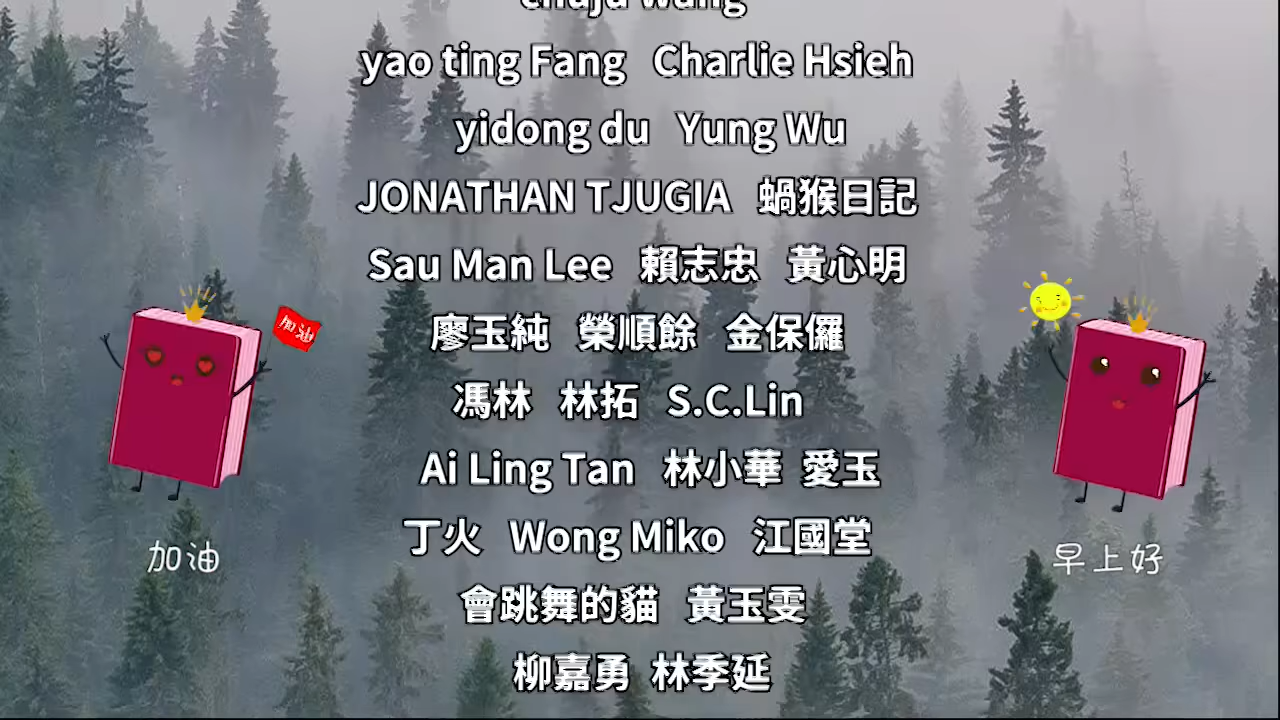 chuju wang
yao ting Fang Charlie Hsieh
yidong du Yung Wu
JONATHAN TJUGIA 蝸猴日記
Sau Man Lee 賴志忠 黃心明
廖玉純 榮順餘 金保儸
馮林 林拓 S.C.Lin
Ai Ling Tan 林小華 愛玉
丁火 Wong Miko 江國堂
會跳舞的貓 黃玉雯
柳嘉勇 林季延
加油
加油
早上好